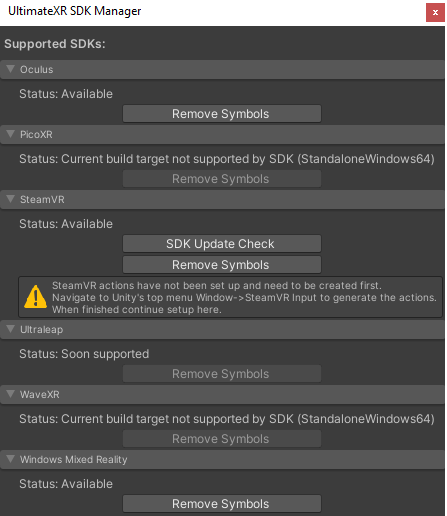 UltimateXR SDK Manager
x
Supported SDKs:
Oculus
Status: Available
Remove Symbols
PicoXR
Status: Current build target not supported by SDK (StandaloneWindows64)
Remove Symbols
SteamVR
Status: Available
SDK Update Check
Remove Symbols
SteamVR actions have not been set up and need to be created first.
Navigate to Unity's top menu Window->SteamVR Input to generate the actions.
When finished continue setup here.
Ultraleap
Status: Soon supported
Remove Symbols
WaveXR
Status: Current build target not supported by SDK (StandaloneWindows64)
Remove Symbols
Windows Mixed Reality
Status: Available
Remove Symbols